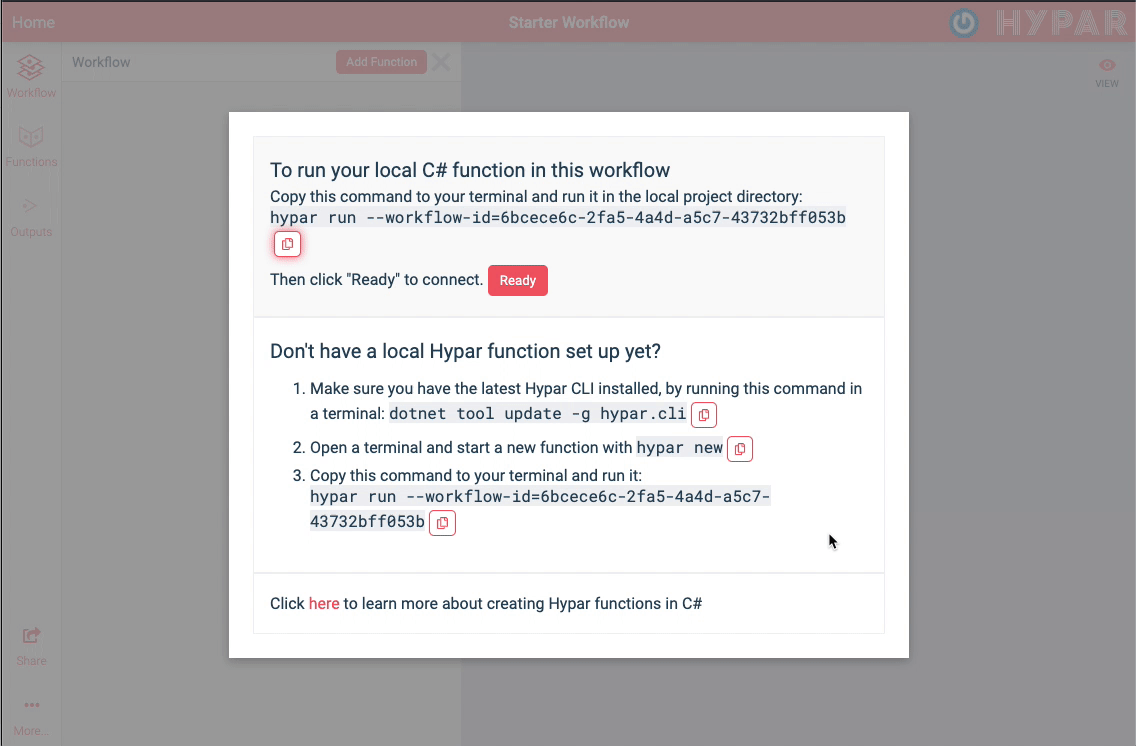 Home
Starter Workflow
HYPAR
Workflow
Add Function
Workflow
VIEW
Functions
Outputs
To run your local C# function in this workflow
Copy this command to your terminal and run it in the local project directory:
hypar run --workflow-id=6bcece6c-2fa5-4a4d-a5c7-43732bff053b
Then click "Ready" to connect.
Ready
Don't have a local Hypar function set up yet?
1. Make sure you have the latest Hypar CLI installed, by running this command in
a terminal: dotnet tool update -g hypar.cli
2. Open a terminal and start a new function with hypar new
3. Copy this command to your terminal and run it:
hypar run --workflow-id=6bcece6c-2fa5-4a4d-a5c7-
43732bff053b
Click here to learn more about creating Hypar functions in C#
Share
More...